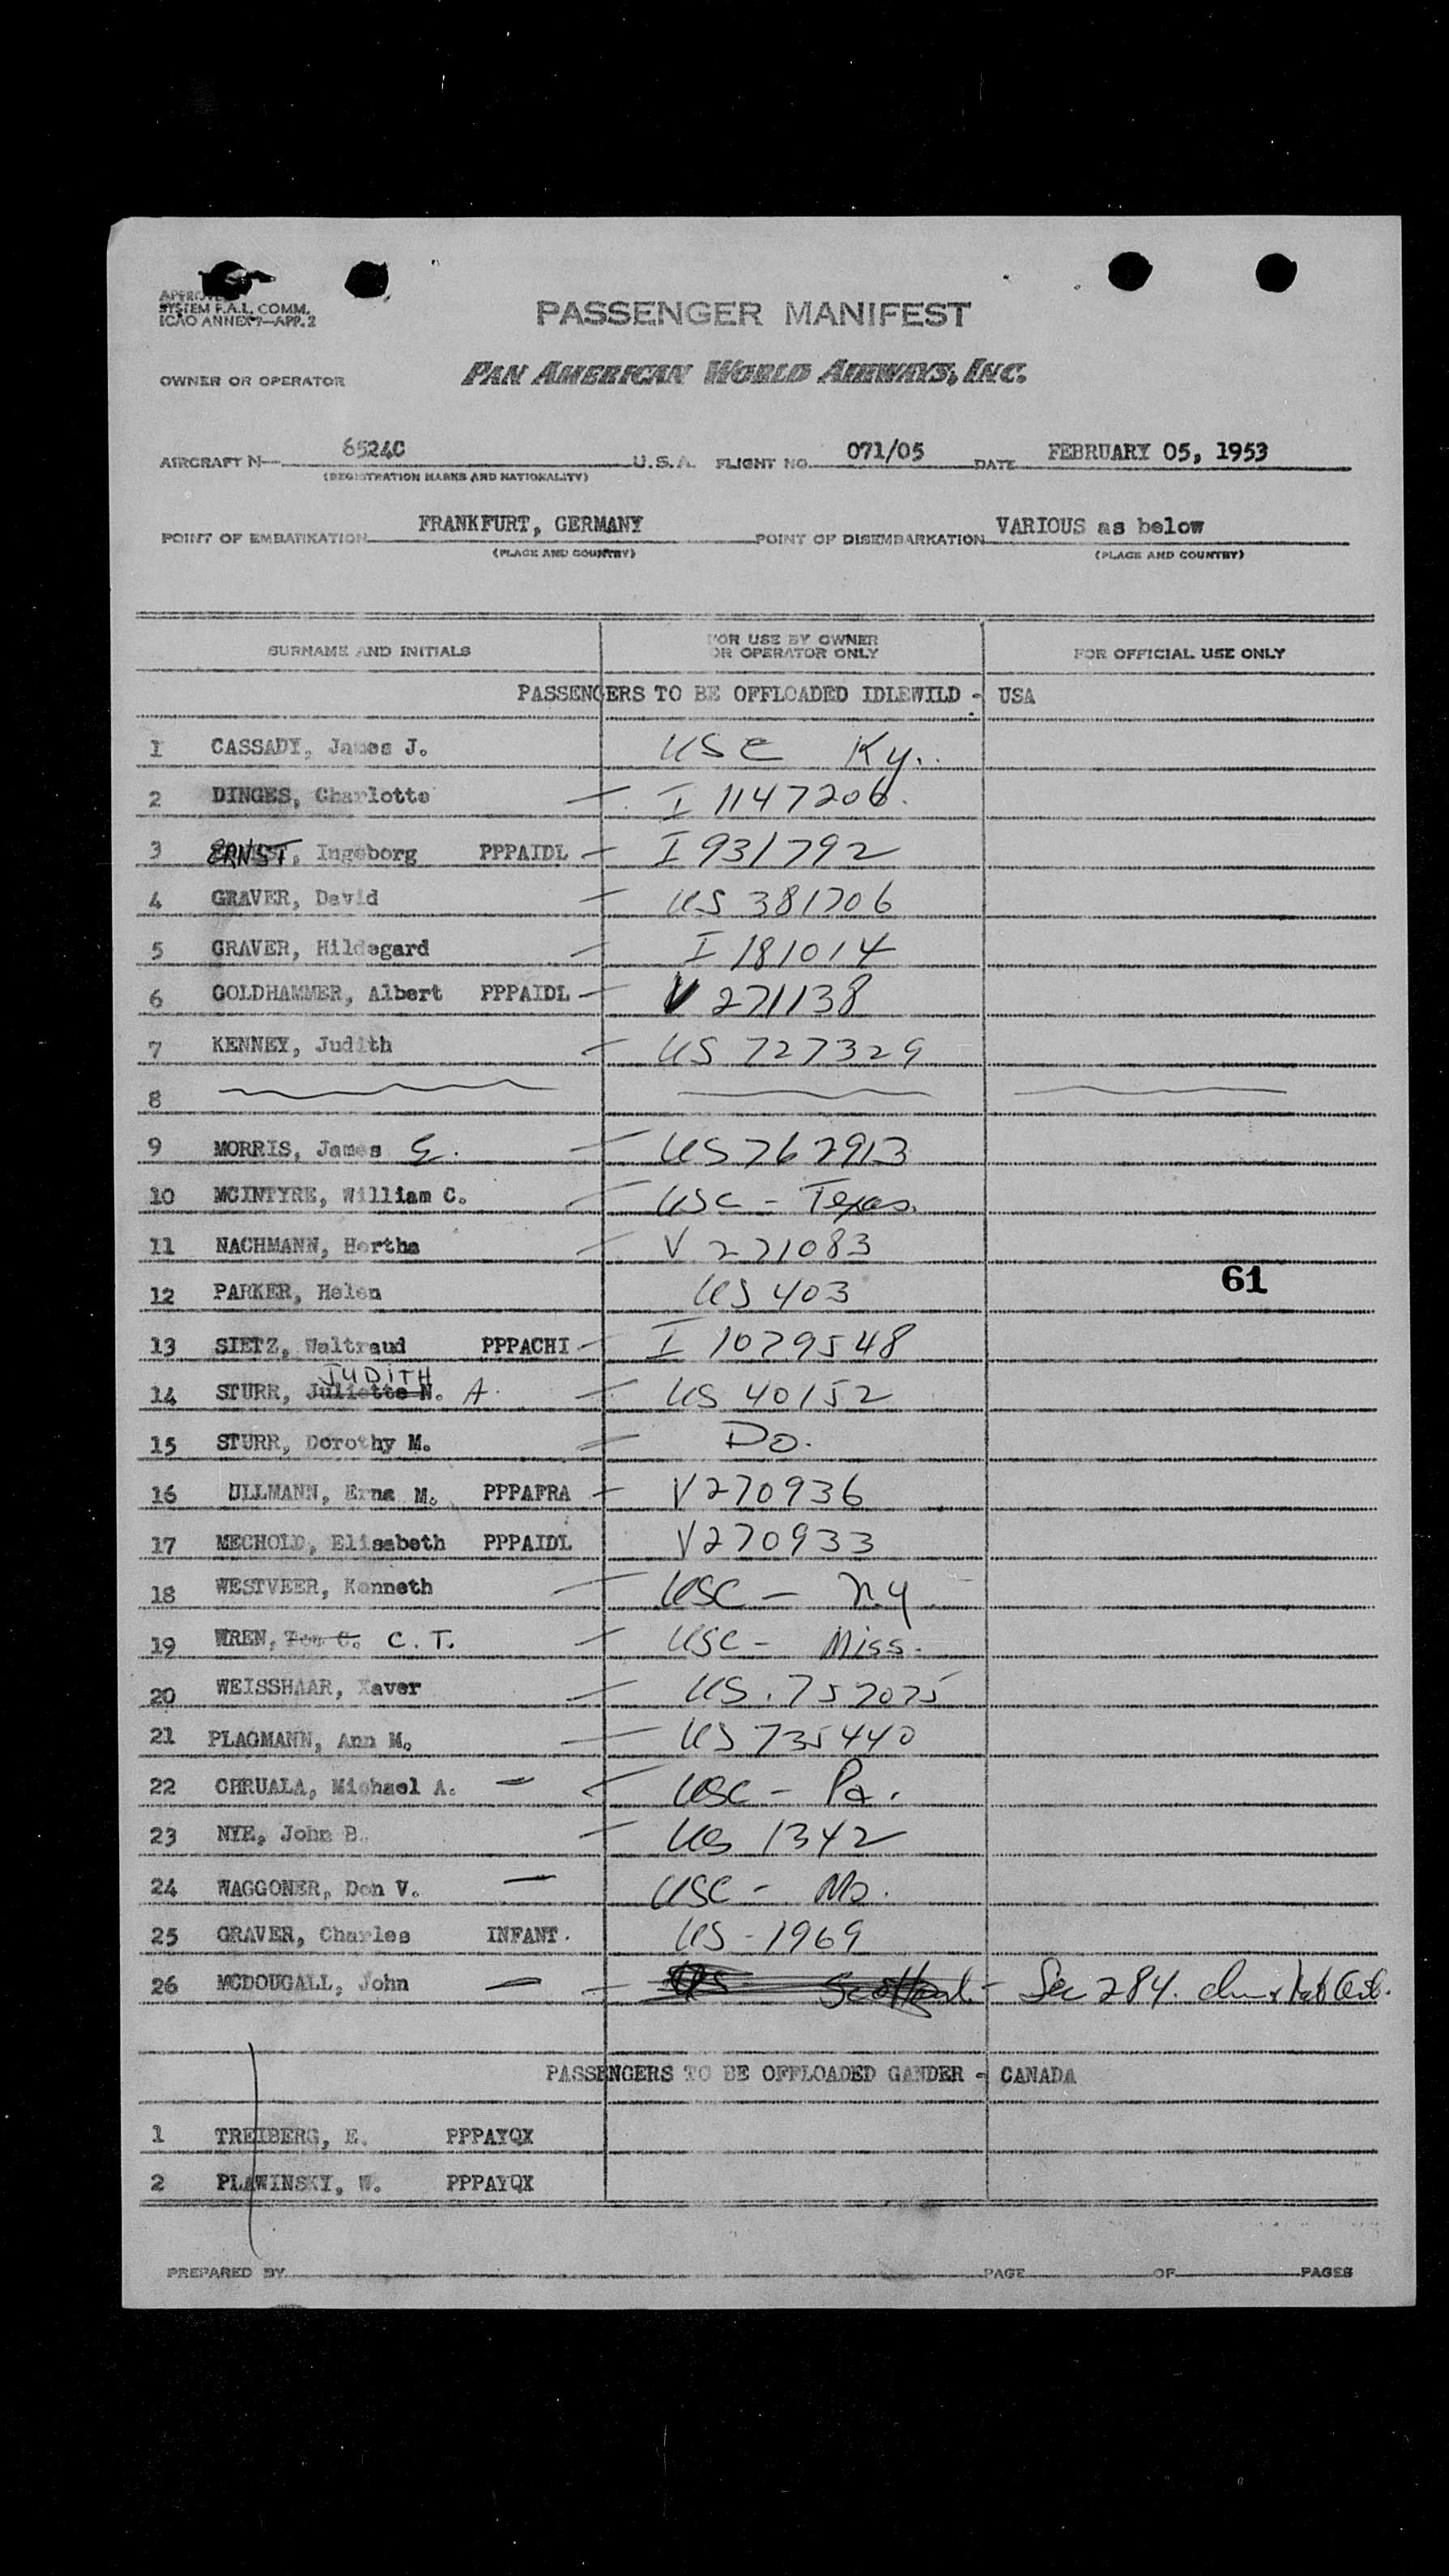 APPROVED
SYSTEM F.A.L. COMM.
ICAO ANNEX 9—APP. 2
PASSENGER MANIFEST
OWNER OR OPERATOR PAN AMERICAN WORLD AIRWAYS, INC.
AIRCRAFT N— 6524C U.S.A. FLIGHT NO. 071/05 DATE FEBRUARY 05, 1953
(REGISTRATION MARKS AND NATIONALITY)
POINT OF EMBARKATION FRANKFURT, GERMANY POINT OF DISEMBARKATION VARIOUS as below
(PLACE AND COUNTRY) (PLACE AND COUNTRY)
SURNAME AND INITIALS FOR USE BY OWNER OR OPERATOR ONLY FOR OFFICIAL USE ONLY
PASSENGERS TO BE OFFLOADED IDLEWILD - USA
1 CASSADY, James J. USC Ky.
2 DINGES, Charlotte — I 1147206
3 ERNST, Ingeborg PPPAIDL — I 931792
4 GRAVER, David — US 381706
5 GRAVER, Hildegard — I 181014
6 GOLDHAMMER, Albert PPPAIDL — V 271138
7 KENNEY, Judith — US 727329
8
9 MORRIS, James E. — US 762913
10 MCINTYRE, William C. — USC - Texas.
11 NACHMANN, Hertha — V 271083
12 PARKER, Helen US 403
61
13 SIETZ, Waltraud PPPACHI — I 1079548
JUDITH
14 STURR, Juliette N. A. — US 40152
15 STURR, Dorothy M. — Do.
16 ULLMANN, Erna M. PPPAFRA — V270936
17 MECHOLD, Elisabeth PPPAIDL V270933
18 WESTVEER, Kenneth — USC — N.Y.
19 WREN, Tom C. C. T. — USC - Miss.
20 WEISSHAAR, Xaver — US. 757075
21 PLAGMANN, Ann M. — US 735440
22 CHRUALA, Michael A. — — USC - Pa.
23 NYE, John B. — US 1342
24 WAGGONER, Don V. — USC - Mo.
25 GRAVER, Charles INFANT. US - 1969
26 MCDOUGALL, John — — US Scotland - Sec 284.
PASSENGERS TO BE OFFLOADED GANDER - CANADA
1 TREIBERG, E. PPPAYQX
2 PLAWINSKY, W. PPPAYQX
PREPARED BY PAGE OF PAGES